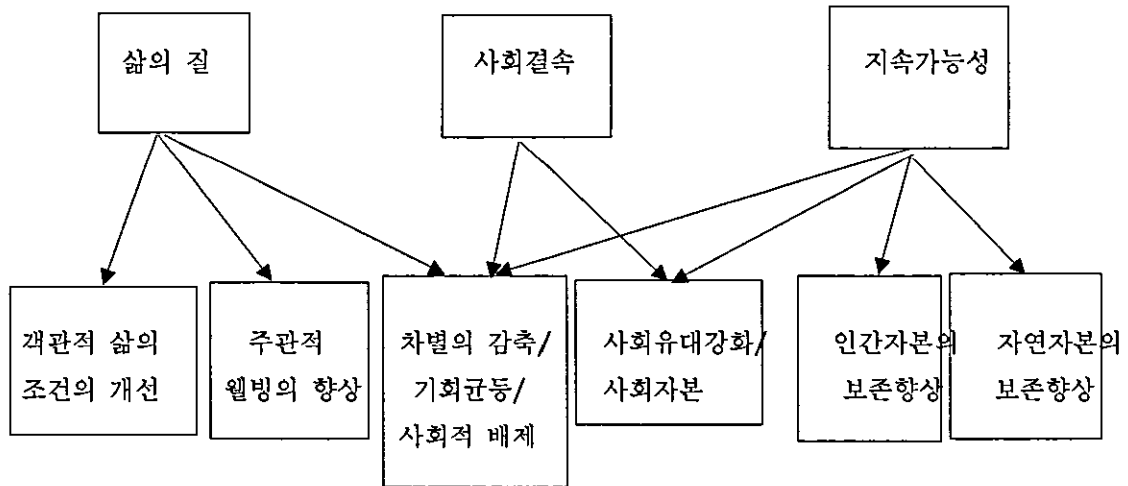 삶의 질
사회결속
지속가능성
객관적 삶의
조건의 개선
주관적
웰빙의 향상
차별의 감축/
기회균등/
사회적 배제
사회유대강화/
사회자본
인간자본의
보존향상
자연자본의
보존향상